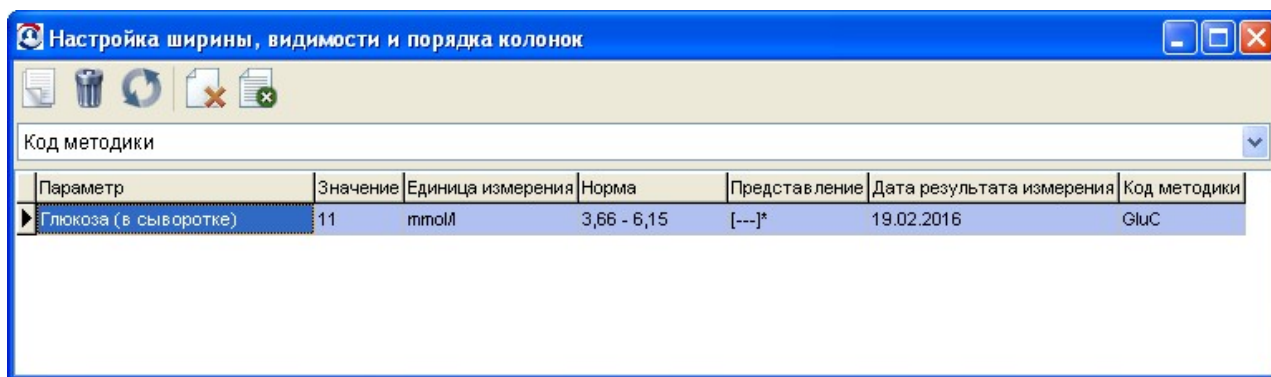 Настройка ширины, видимости и порядка колонок
Код методики
Параметр Значение Единица измерения Норма Представление Дата результата измерения Код методики
Глюкоза (в сыворотке) 11 mmol/l 3,66 - 6,15 [---]* 19.02.2016 GluC